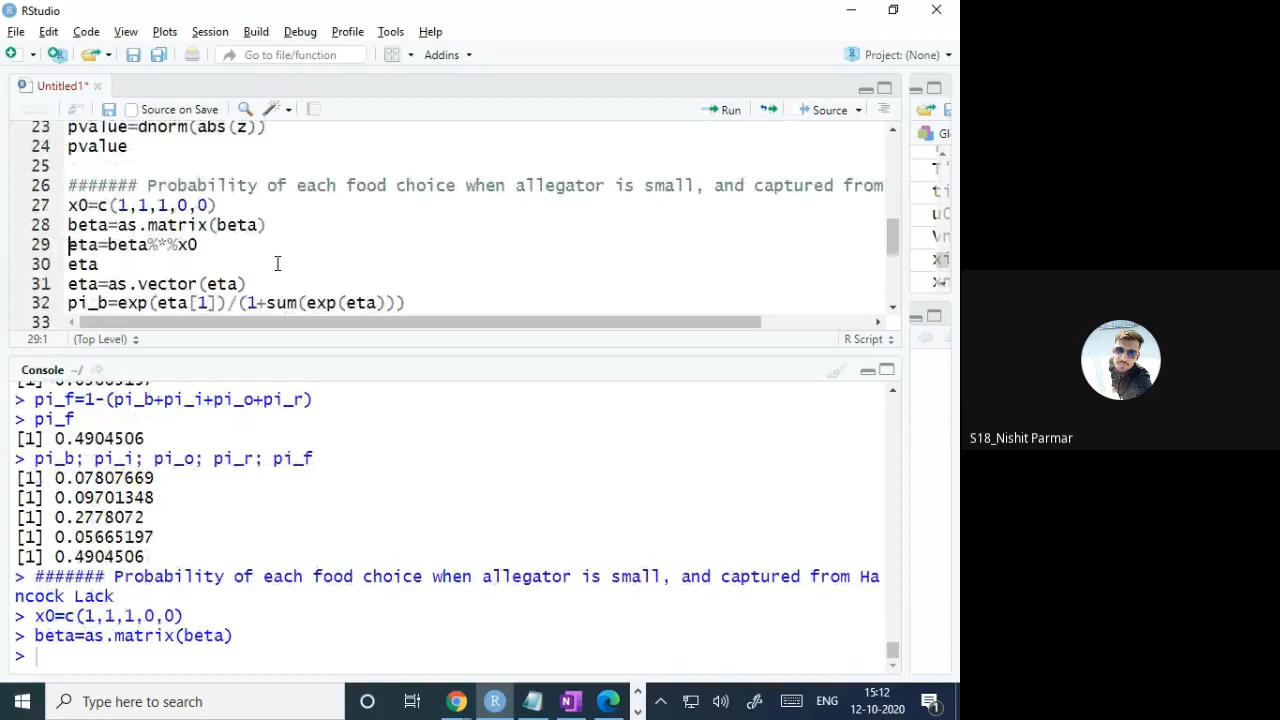 RStudio
File Edit Code View Plots Session Build Debug Profile Tools Help
Go to file/function Addins Project: (None)
Untitled1*
Source on Save Run Source
23 pvalue=dnorm(abs(z))
24 pvalue
25
26 ####### Probability of each food choice when allegator is small, and captured from
27 x0=c(1,1,1,0,0)
28 beta=as.matrix(beta)
29 eta=beta%*%x0
30 eta
31 eta=as.vector(eta)
32 pi_b=exp(eta[1])/(1+sum(exp(eta)))
33
29:1 (Top Level) R Script
Console ~/
> pi_f=1-(pi_b+pi_i+pi_o+pi_r)
> pi_f
[1] 0.4904506
> pi_b; pi_i; pi_o; pi_r; pi_f
[1] 0.07807669
[1] 0.09701348
[1] 0.2778072
[1] 0.05665197
[1] 0.4904506
> ####### Probability of each food choice when allegator is small, and captured from Ha
ncock Lack
> x0=c(1,1,1,0,0)
> beta=as.matrix(beta)
>
S18_Nishit Parmar
Type here to search
ENG
15:12
12-10-2020